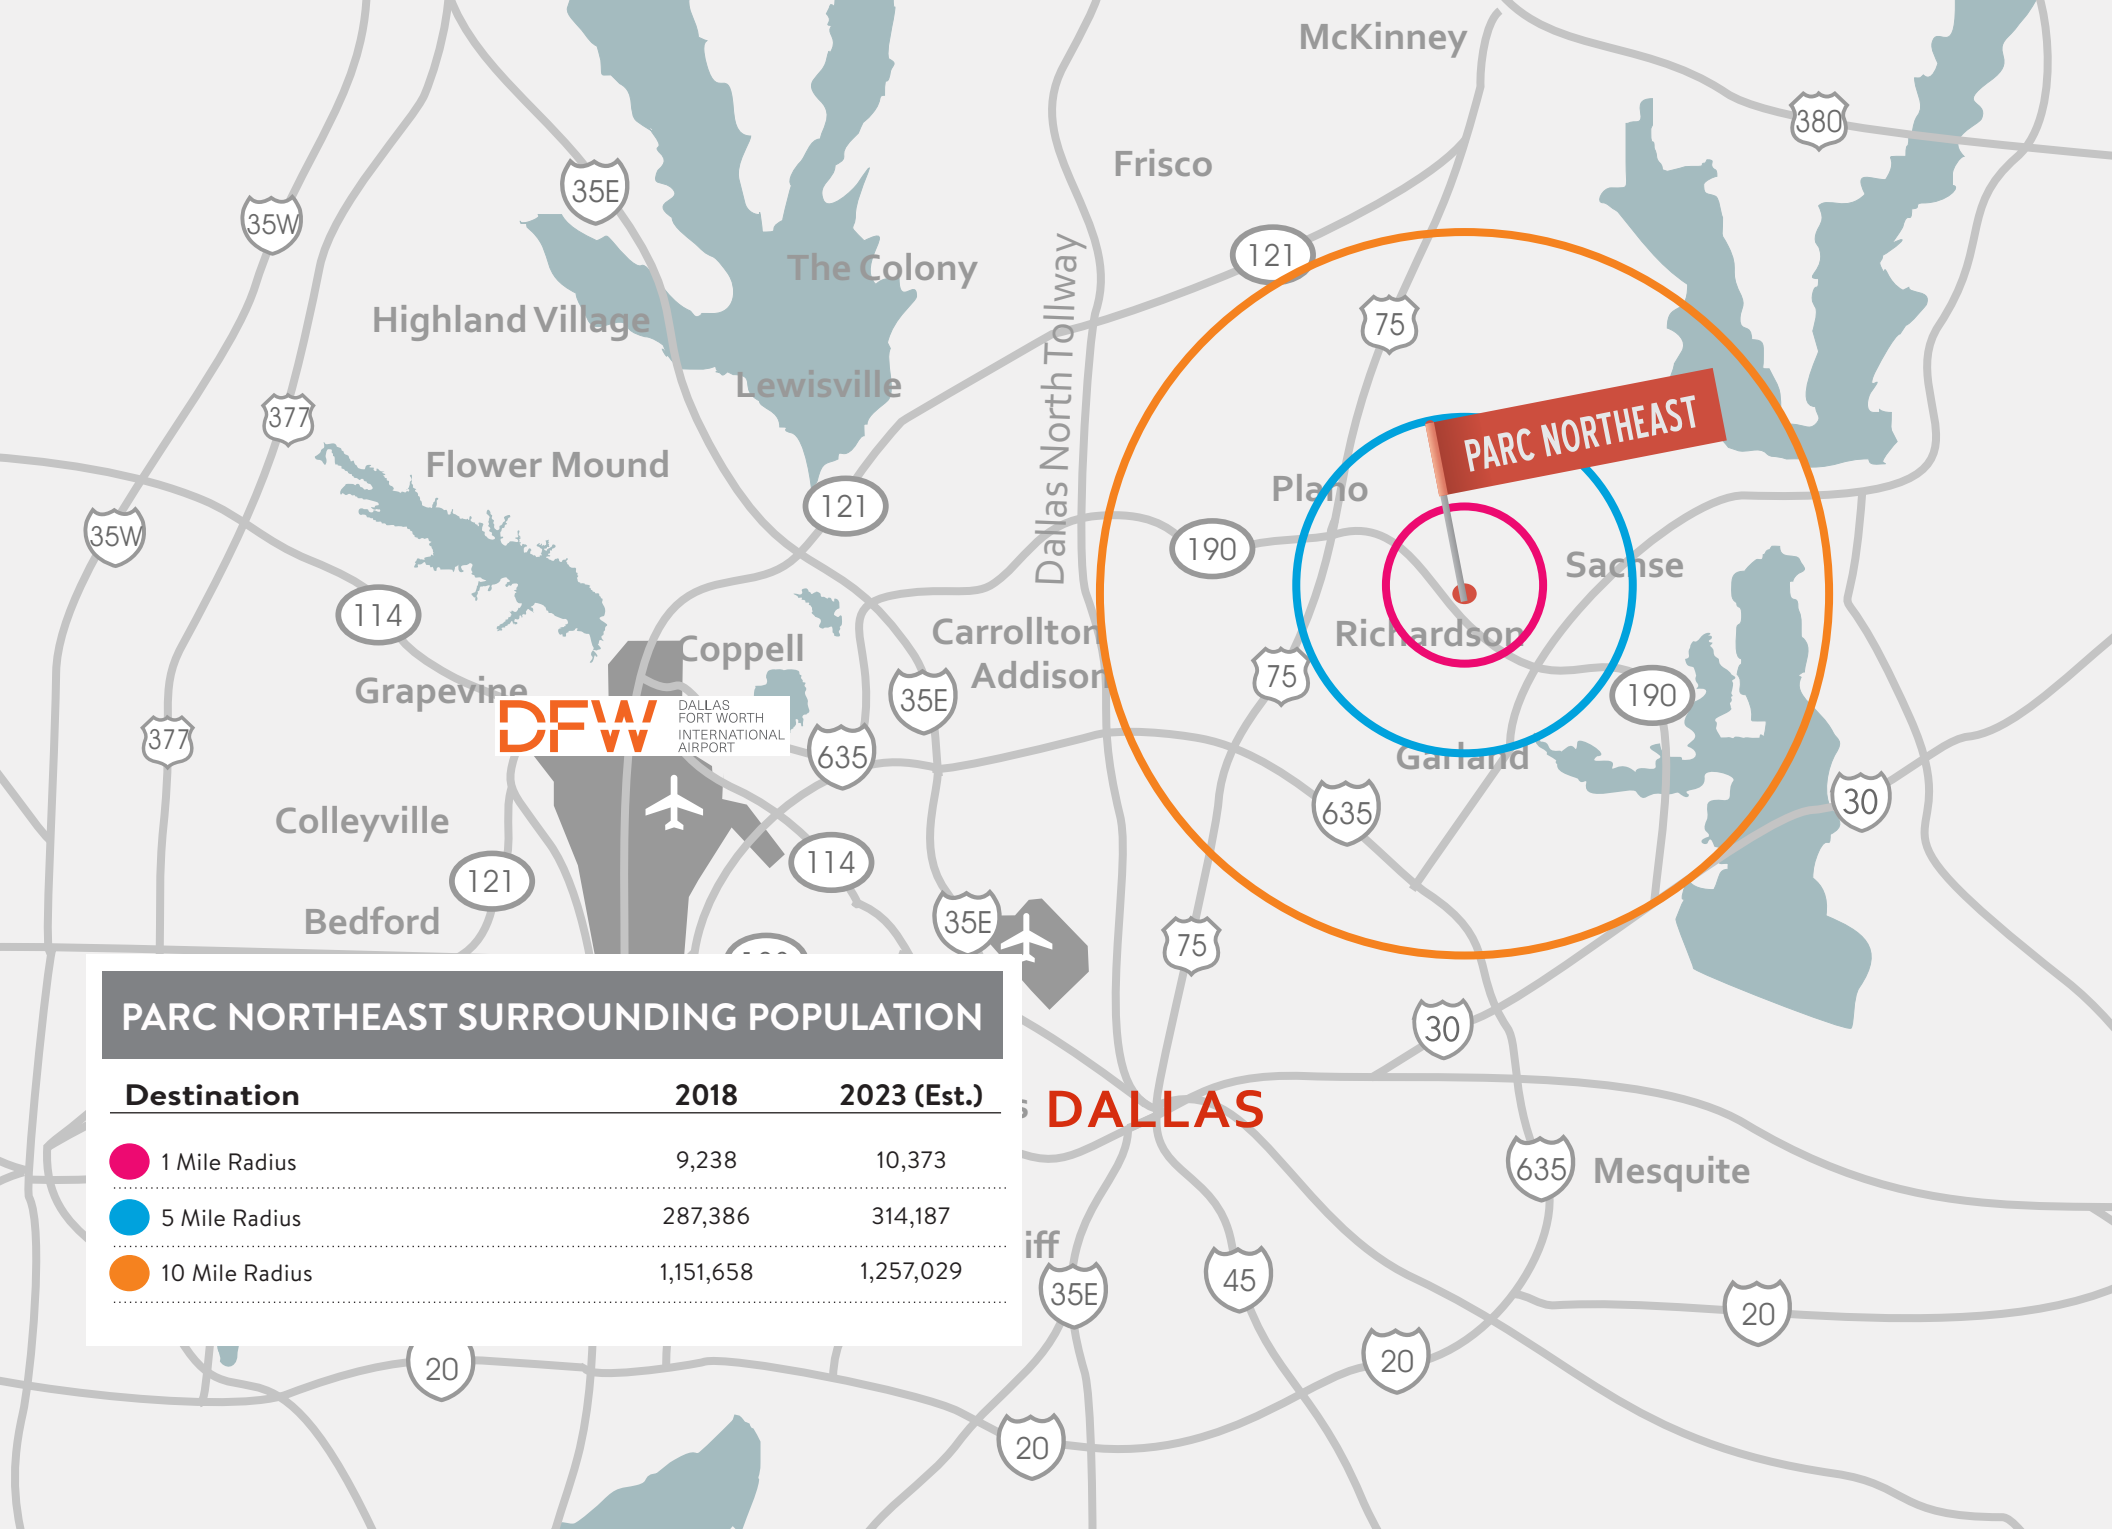 McKinney
380
Frisco
35E
35W
121
The Colony
Highland Village
75
Dallas North Tollway
Lewisville
377
PARC NORTHEAST
Flower Mound
Plano
121
35W
190
Sachse
114
Carrollton
Richardson
Coppell
Addison
75
Grapevine
35E
190
DFW
DALLAS
FORT WORTH
INTERNATIONAL
AIRPORT
377
635
Garland
30
635
Colleyville
114
121
Bedford
35E
75
PARC NORTHEAST SURROUNDING POPULATION
30
Destination 2018 2023 (Est.)
DALLAS
1 Mile Radius 9,238 10,373
635
Mesquite
5 Mile Radius 287,386 314,187
iff
10 Mile Radius 1,151,658 1,257,029
45
35E
20
20
20
20